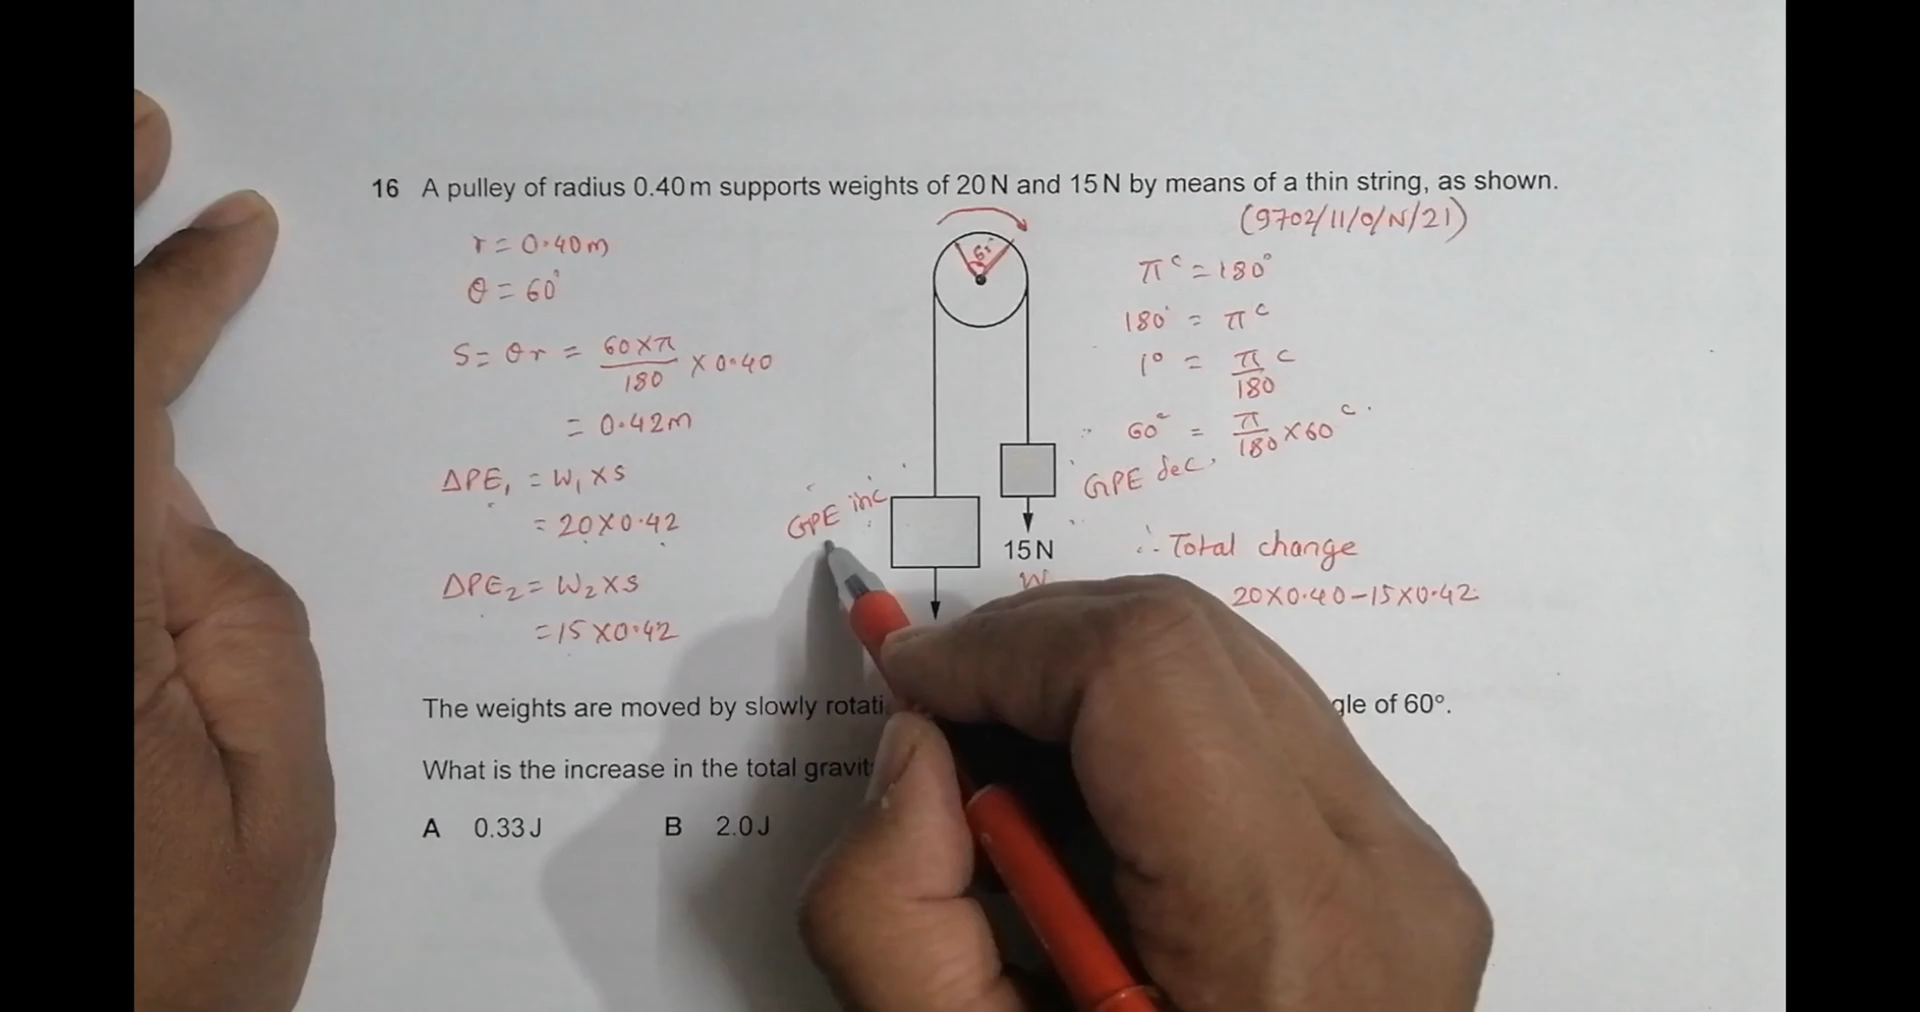 16 A pulley of radius 0.40 m supports weights of 20 N and 15 N by means of a thin string, as shown.
(9702/11/O/N/21)
r = 0.40m
θ = 60°
S = θr = 60×π/180 × 0.40
= 0.42m
ΔPE₁ = W₁ × S
= 20×0.42
ΔPE₂ = W₂×S
= 15×0.42
GPE inc
15 N
W
πᶜ = 180°
180° = πᶜ
1° = π/180 ᶜ
60° = π/180 × 60ᶜ
GPE dec.
∴ Total change
20×0.40−15×0.42
The weights are moved by slowly rotati
gle of 60°.
What is the increase in the total gravit
A 0.33 J B 2.0 J